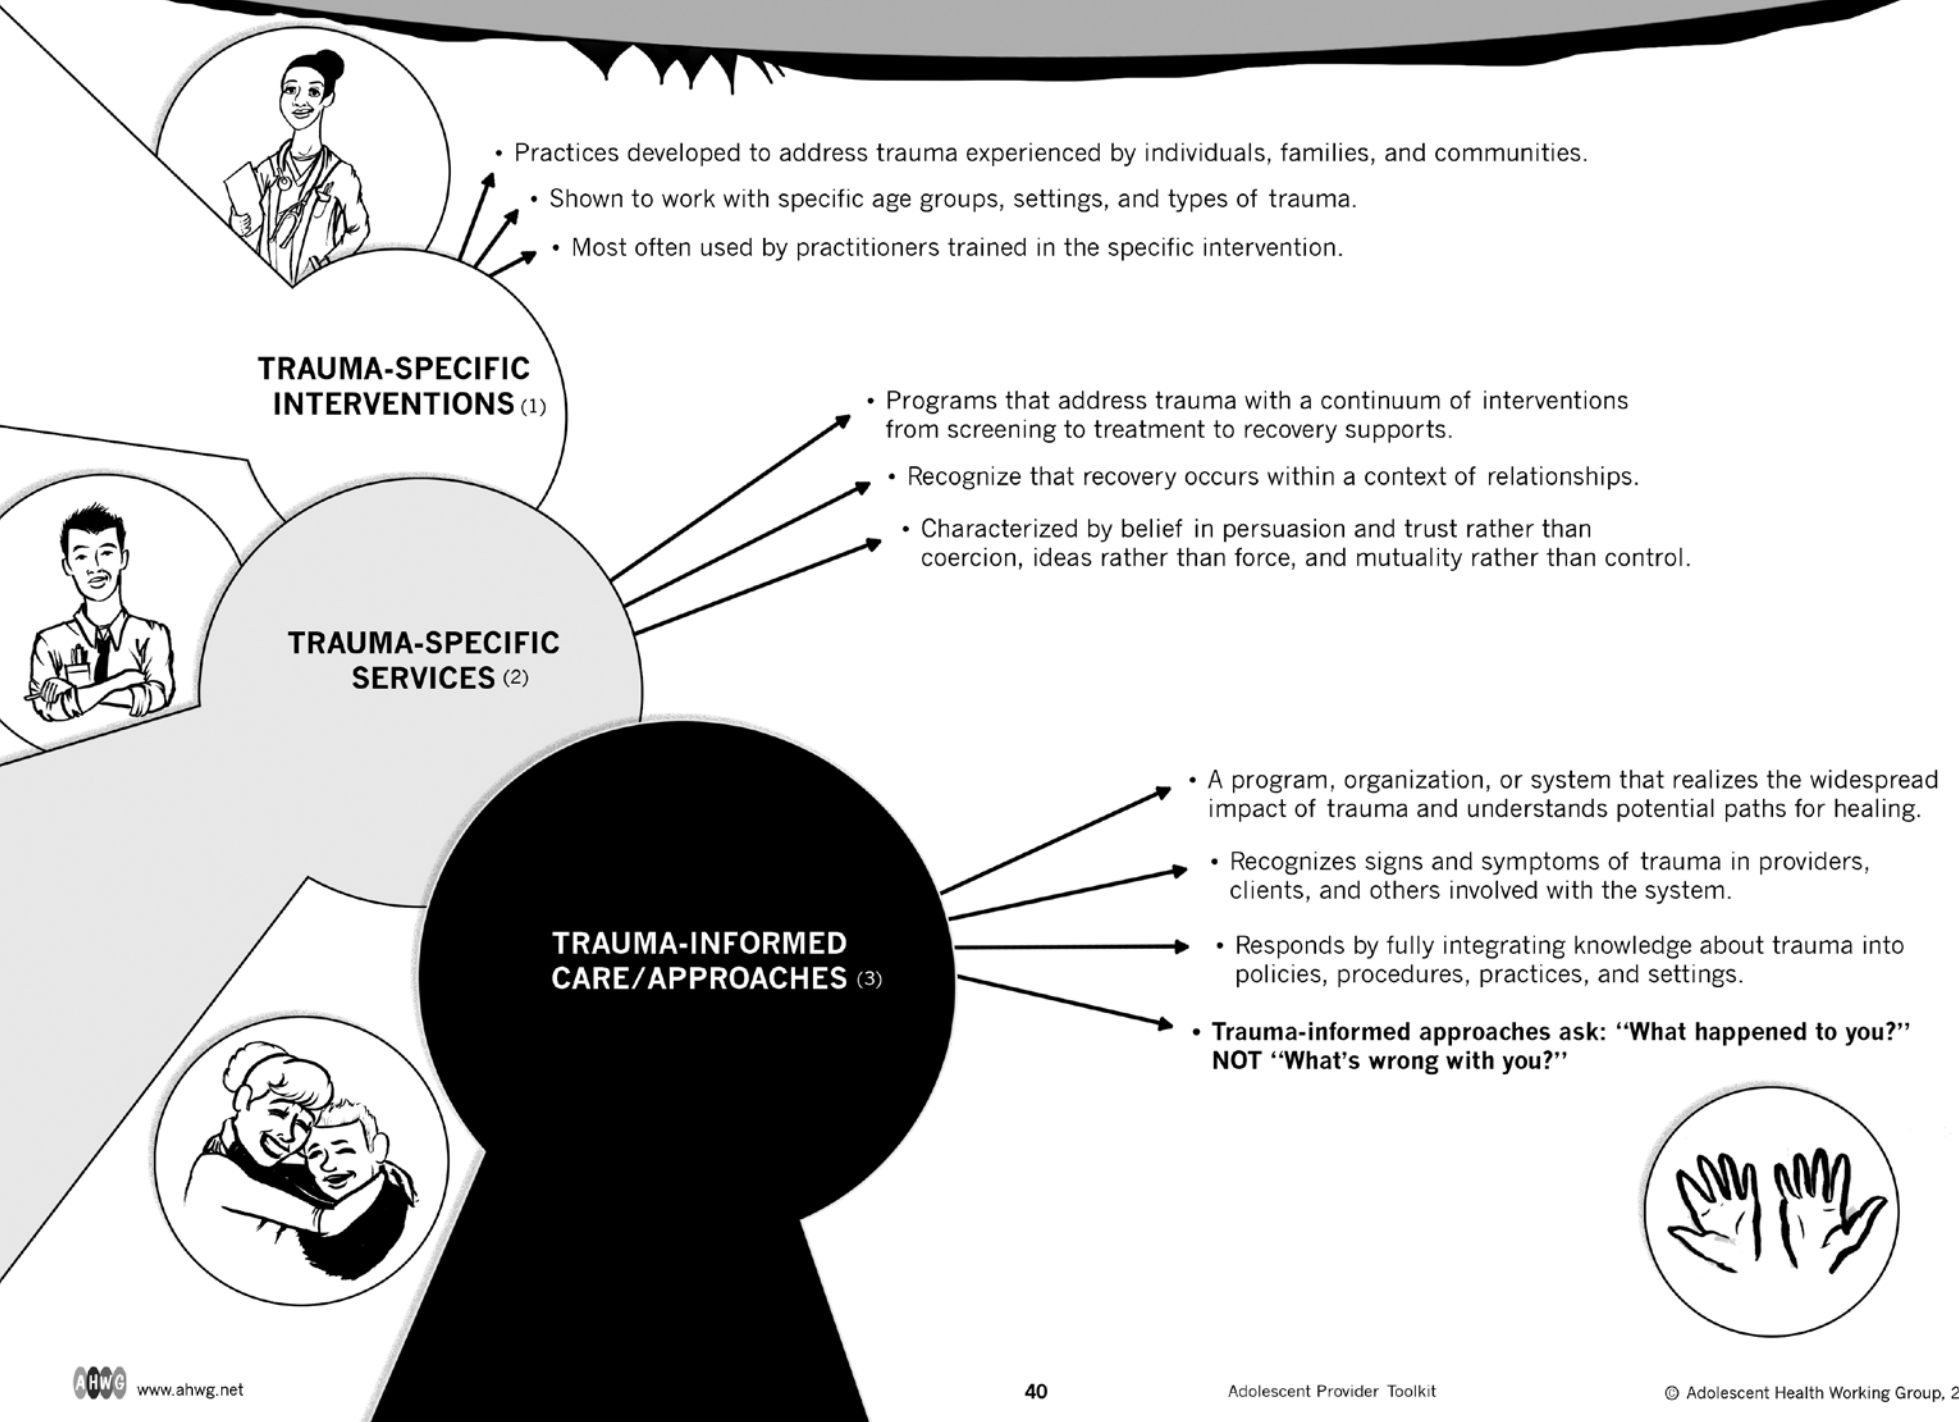 • Practices developed to address trauma experienced by individuals, families, and communities.
• Shown to work with specific age groups, settings, and types of trauma.
• Most often used by practitioners trained in the specific intervention.
TRAUMA-SPECIFIC
INTERVENTIONS (1)
• Programs that address trauma with a continuum of interventions
from screening to treatment to recovery supports.
• Recognize that recovery occurs within a context of relationships.
• Characterized by belief in persuasion and trust rather than
coercion, ideas rather than force, and mutuality rather than control.
TRAUMA-SPECIFIC
SERVICES (2)
• A program, organization, or system that realizes the widespread
impact of trauma and understands potential paths for healing.
• Recognizes signs and symptoms of trauma in providers,
clients, and others involved with the system.
• Responds by fully integrating knowledge about trauma into
policies, procedures, practices, and settings.
• Trauma-informed approaches ask: “What happened to you?”
NOT “What’s wrong with you?”
TRAUMA-INFORMED
CARE/APPROACHES (3)
AHWG www.ahwg.net
40
Adolescent Provider Toolkit
© Adolescent Health Working Group, 2